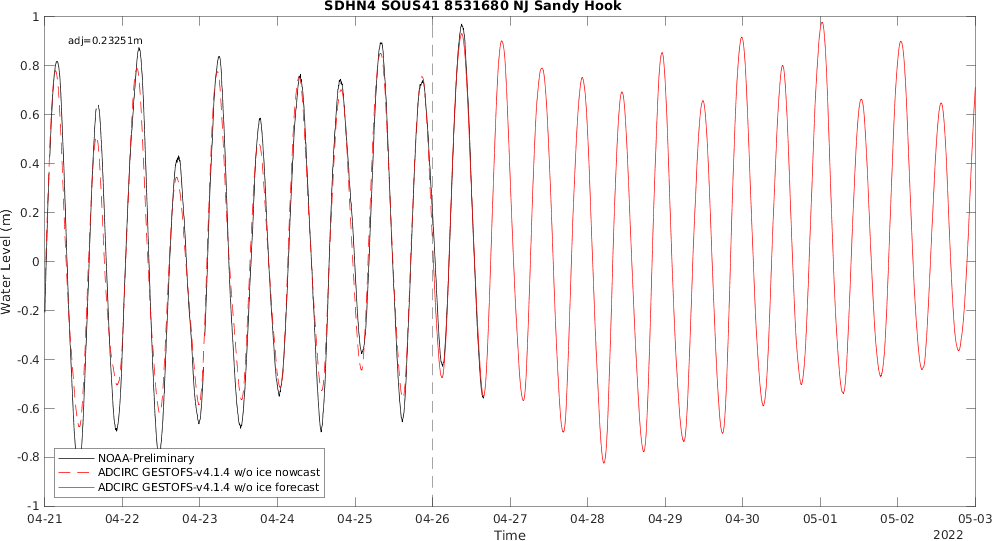 SDHN4 SOUS41 8531680 NJ Sandy Hook
adj=0.23251m
1
0.8
0.6
0.4
0.2
0
-0.2
-0.4
-0.6
-0.8
-1
Water Level (m)
NOAA-Preliminary
ADCIRC GESTOFS-v4.1.4 w/o ice nowcast
ADCIRC GESTOFS-v4.1.4 w/o ice forecast
04-21 04-22 04-23 04-24 04-25 04-26 04-27 04-28 04-29 04-30 05-01 05-02 05-03
Time
2022